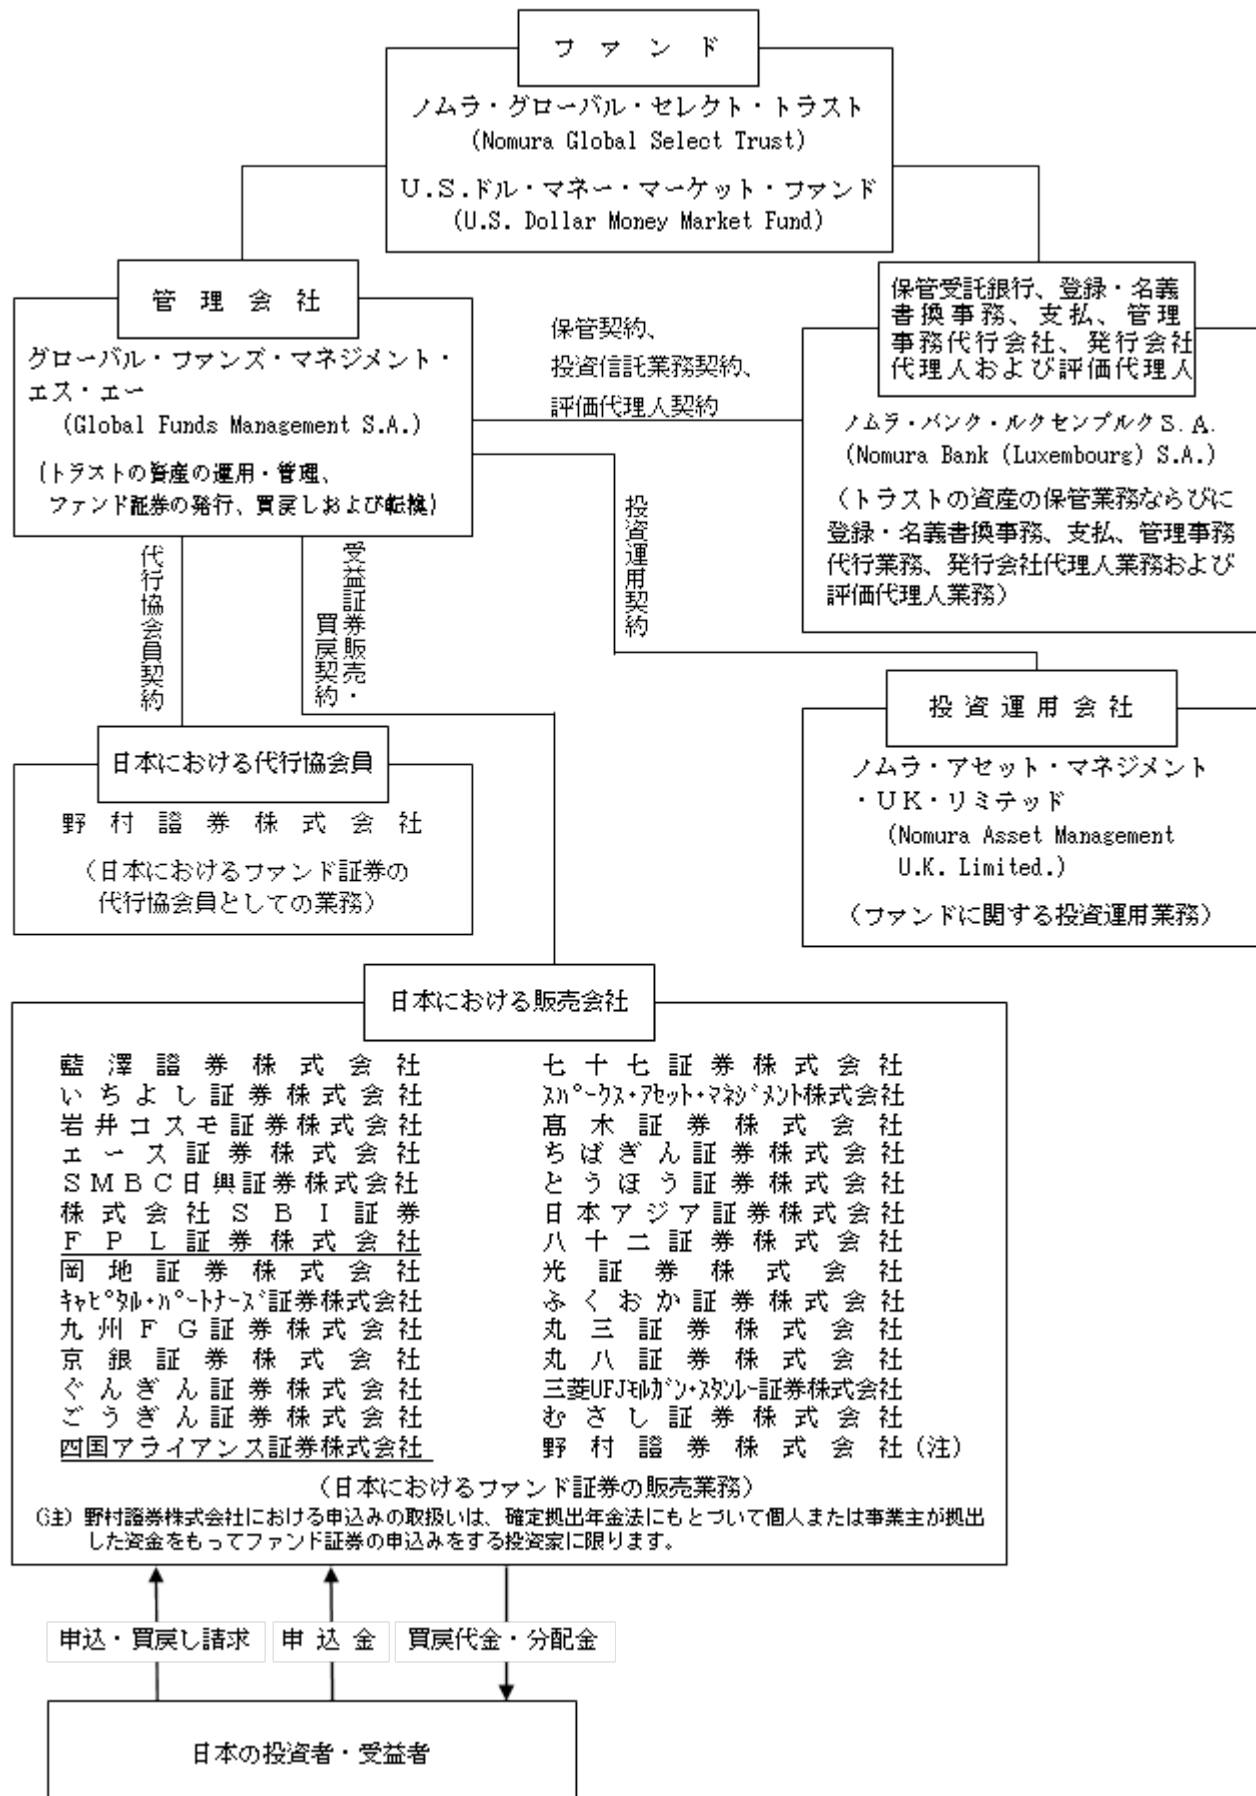 ファンド
ノムラ・グローバル・セレクト・トラスト
(Nomura Global Select Trust)
U.S.ドル・マネー・マーケット・ファンド
(U.S. Dollar Money Market Fund)
管理会社
グローバル・ファンズ・マネジメント・
エス・エー
(Global Funds Management S.A.)
(トラストの資産の運用・管理、
ファンド証券の発行、買戻しおよび転換)
保管契約、
投資信託業務契約、
評価代理人契約
保管受託銀行、登録・名義
書換事務、支払、管理
事務代行会社、発行会社
代理人および評価代理人
ノムラ・バンク・ルクセンブルクS.A.
(Nomura Bank (Luxembourg) S.A.)
(トラストの資産の保管業務ならびに
登録・名義書換事務、支払、管理事務
代行業務、発行会社代理人業務および
評価代理人業務)
代行協会員契約
受益証券販売・
買戻契約
投資運用契約
投資運用会社
ノムラ・アセット・マネジメント
・UK・リミテッド
(Nomura Asset Management
U.K. Limited.)
(ファンドに関する投資運用業務)
日本における代行協会員
野村證券株式会社
(日本におけるファンド証券の
代行協会員としての業務)
日本における販売会社
藍澤證券株式会社
いちよし証券株式会社
岩井コスモ証券株式会社
エース証券株式会社
SMBC日興証券株式会社
株式会社SBI証券
FPL証券株式会社
岡地証券株式会社
キャピタル・パートナーズ証券株式会社
九州FG証券株式会社
京銀証券株式会社
ぐんぎん証券株式会社
ごうぎん証券株式会社
四国アライアンス証券株式会社
七十七証券株式会社
スパークス・アセット・マネジメント株式会社
髙木証券株式会社
ちばぎん証券株式会社
とうほう証券株式会社
日本アジア証券株式会社
八十二証券株式会社
光証券株式会社
ふくおか証券株式会社
丸三証券株式会社
丸八証券株式会社
三菱UFJモルガン・スタンレー証券株式会社
むさし証券株式会社
野村證券株式会社(注)
(日本におけるファンド証券の販売業務)
(注) 野村證券株式会社における申込みの取扱いは、確定拠出年金法にもとづいて個人または事業主が拠出
した資金をもってファンド証券の申込みをする投資家に限ります。
申込・買戻し請求
申込金
買戻代金・分配金
日本の投資者・受益者